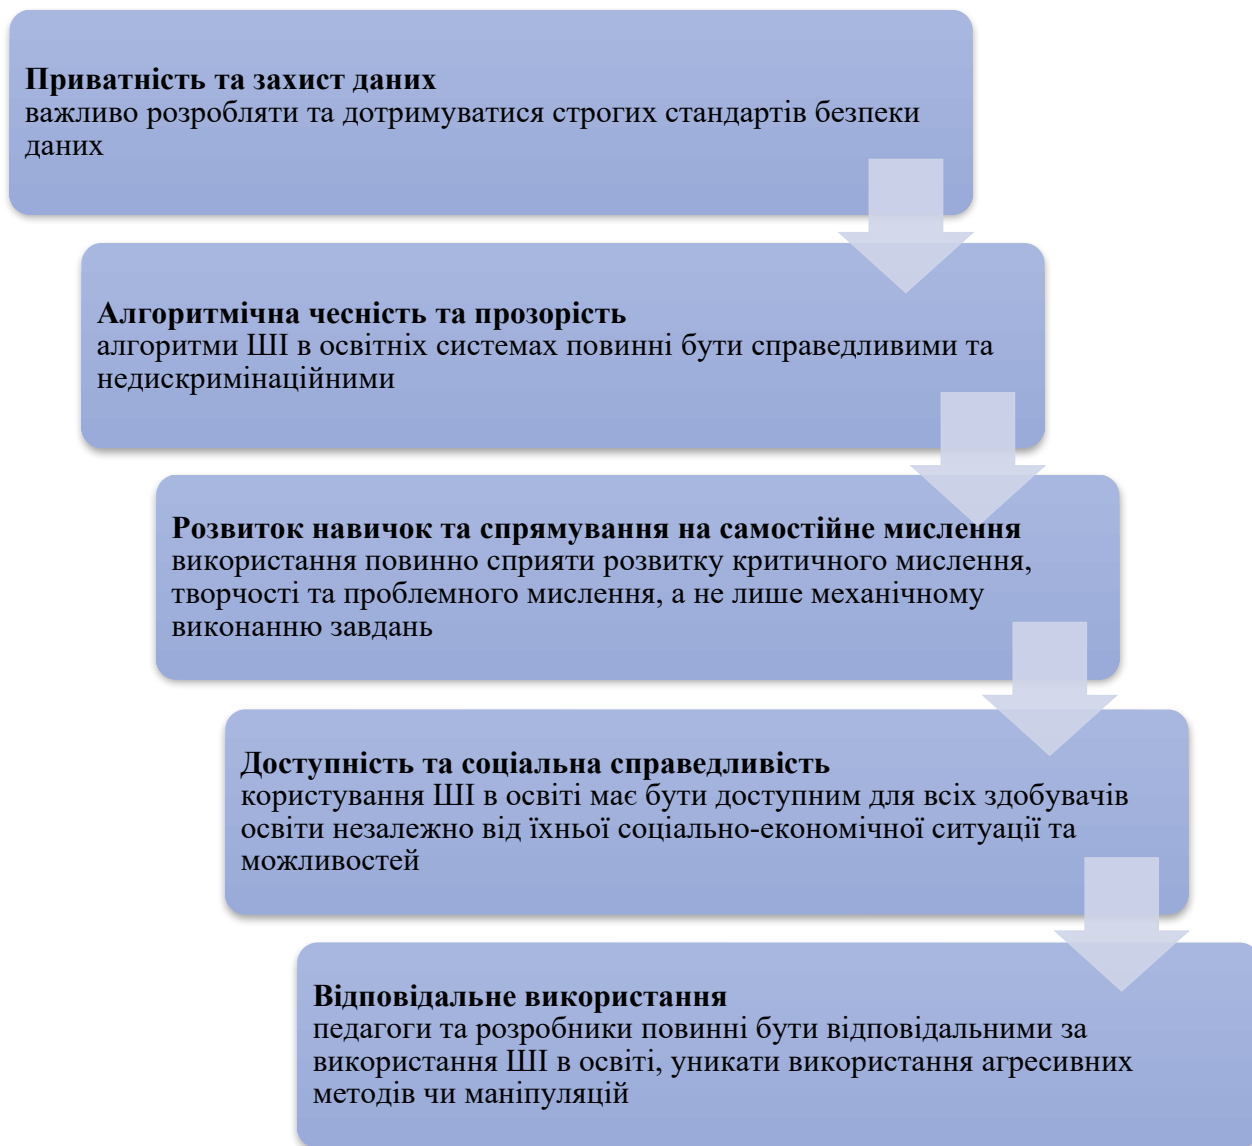 Приватність та захист даних
важливо розробляти та дотримуватися строгих стандартів безпеки
даних
Алгоритмічна чесність та прозорість
алгоритми ШІ в освітніх системах повинні бути справедливими та
недискримінаційними
Розвиток навичок та спрямування на самостійне мислення
використання повинно сприяти розвитку критичного мислення,
творчості та проблемного мислення, а не лише механічному
виконанню завдань
Доступність та соціальна справедливість
користування ШІ в освіті має бути доступним для всіх здобувачів
освіти незалежно від їхньої соціально-економічної ситуації та
можливостей
Відповідальне використання
педагоги та розробники повинні бути відповідальними за
використання ШІ в освіті, уникати використання агресивних
методів чи маніпуляцій